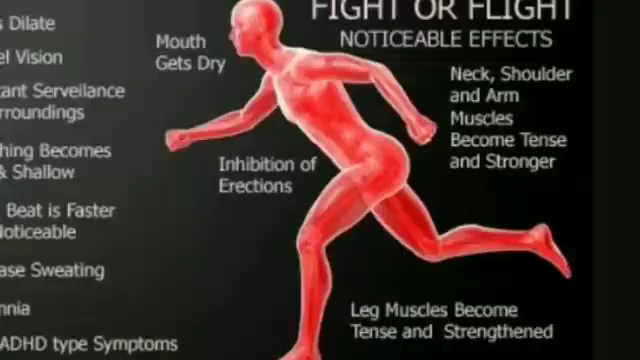 FIGHT OR FLIGHT
NOTICEABLE EFFECTS
Dilate
Vision
Mouth
Gets Dry
Serveilance
Neck, Shoulder
and Arm
Muscles
Become Tense
and Stronger
Becomes
& Shallow
Inhibition of
Erections
Beat is Faster
Sweating
Leg Muscles Become
Tense and Strengthened
ADHD type Symptoms